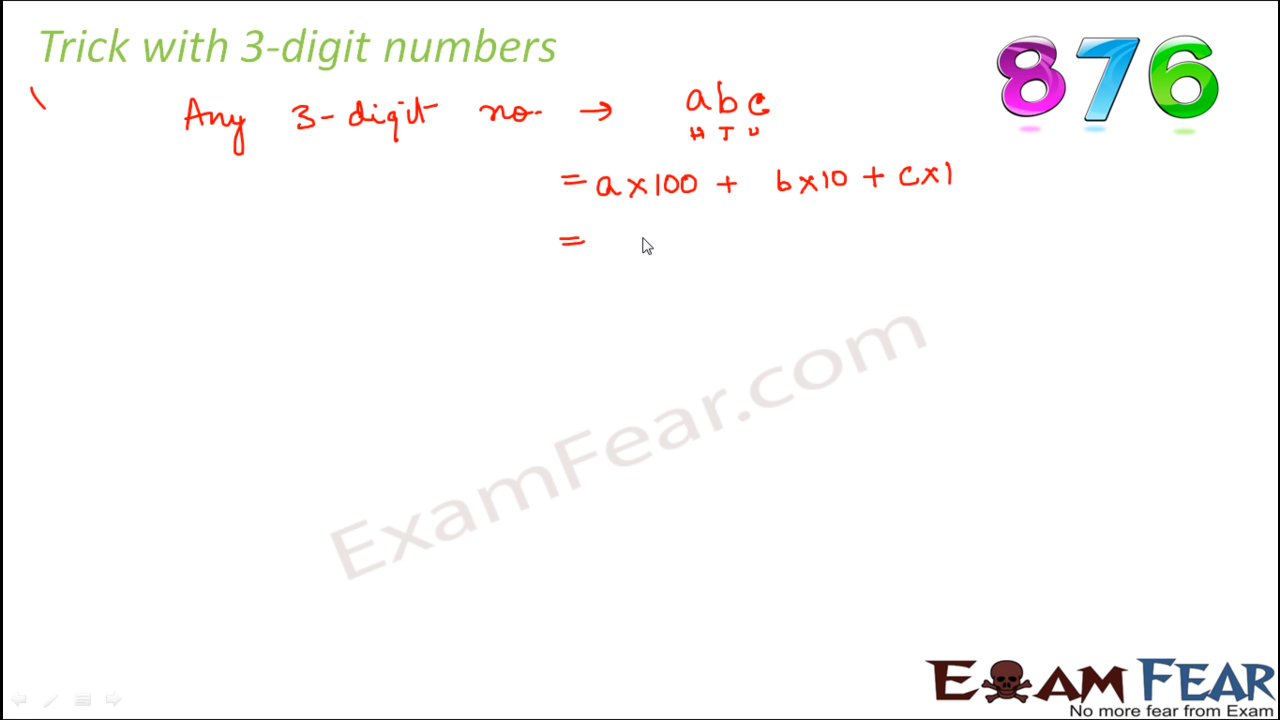 Trick with 3-digit numbers
876
Any 3-digit no. → abc
H T U
= a×100 + b×10 + c×1
=
ExamFear.com
EXAM FEAR
No more fear from Exam